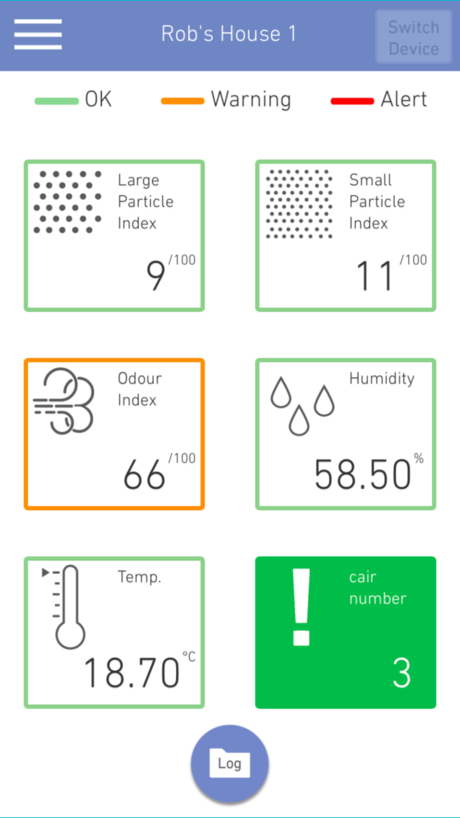 Rob's House 1
Switch
Device
OK
Warning
Alert
Large
Particle
Index
9 /100
Small
Particle
Index
11 /100
Odour
Index
66 /100
Humidity
58.50 %
Temp.
18.70 °C
!
cair
number
3
Log